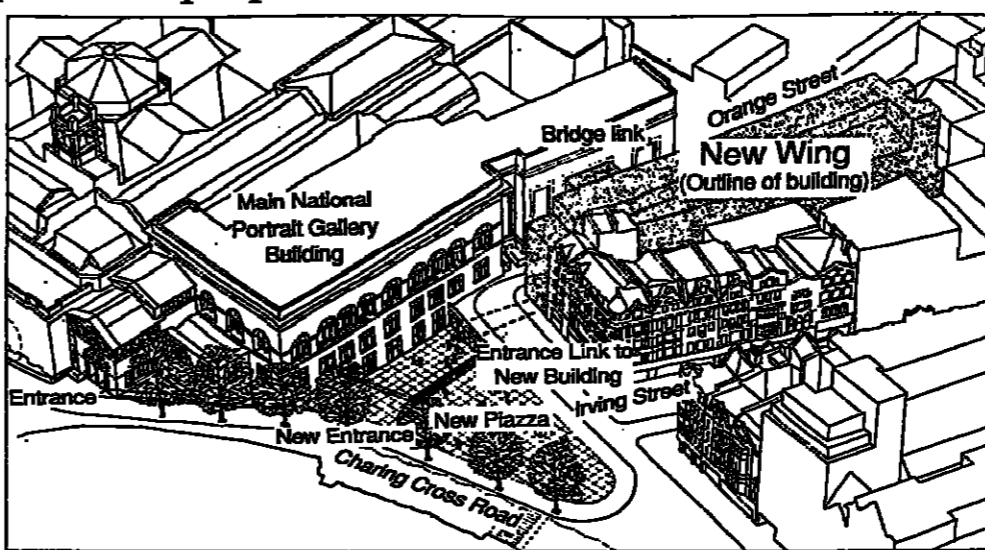 Orange Street
Bridge link
New Wing
(Outline of building)
Main National
Portrait Gallery
Building
Entrance Link to
New Building
Irving Street
Entrance
New Entrance
New Piazza
Charing Cross Road